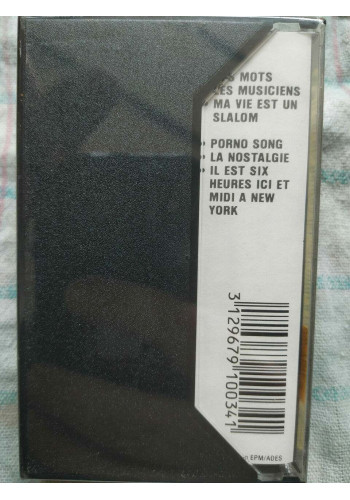 MOTS
LES MUSICIENS
MA VIE EST UN
SLALOM
PORNO SONG
LA NOSTALGIE
IL EST SIX
HEURES ICI ET
MIDI A NEW
YORK
3129679100341
EPM/ADES